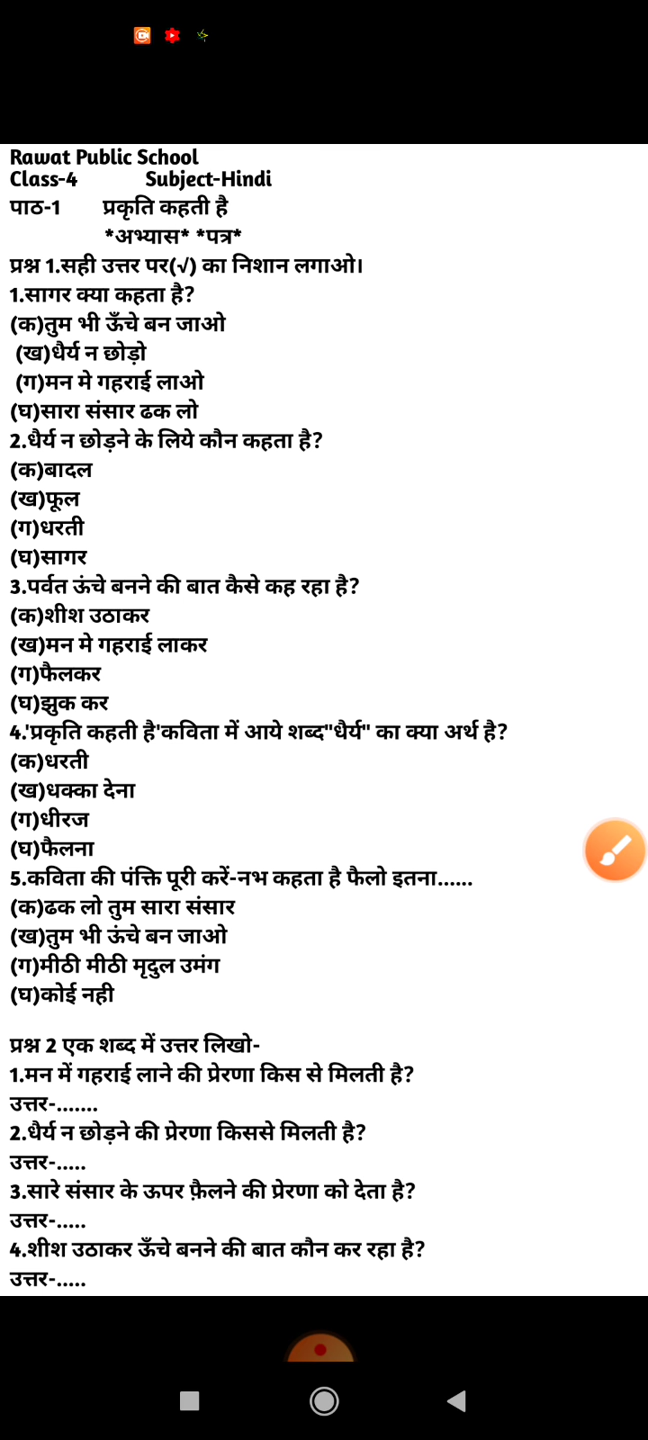 Rawat Public School
Class-4 Subject-Hindi
पाठ-1 प्रकृति कहती है
*अभ्यास* *पत्र*
प्रश्न 1.सही उत्तर पर(√) का निशान लगाओ।
1.सागर क्या कहता है?
(क)तुम भी ऊँचे बन जाओ
(ख)धैर्य न छोड़ो
(ग)मन मे गहराई लाओ
(घ)सारा संसार ढक लो
2.धैर्य न छोड़ने के लिये कौन कहता है?
(क)बादल
(ख)फूल
(ग)धरती
(घ)सागर
3.पर्वत ऊंचे बनने की बात कैसे कह रहा है?
(क)शीश उठाकर
(ख)मन मे गहराई लाकर
(ग)फैलकर
(घ)झुक कर
4.'प्रकृति कहती है'कविता में आये शब्द"धैर्य" का क्या अर्थ है?
(क)धरती
(ख)धक्का देना
(ग)धीरज
(घ)फैलना
5.कविता की पंक्ति पूरी करें-नभ कहता है फैलो इतना......
(क)ढक लो तुम सारा संसार
(ख)तुम भी ऊंचे बन जाओ
(ग)मीठी मीठी मृदुल उमंग
(घ)कोई नही
प्रश्न 2 एक शब्द में उत्तर लिखो-
1.मन में गहराई लाने की प्रेरणा किस से मिलती है?
उत्तर-.......
2.धैर्य न छोड़ने की प्रेरणा किससे मिलती है?
उत्तर-.....
3.सारे संसार के ऊपर फ़ैलने की प्रेरणा को देता है?
उत्तर-.....
4.शीश उठाकर ऊँचे बनने की बात कौन कर रहा है?
उत्तर-.....